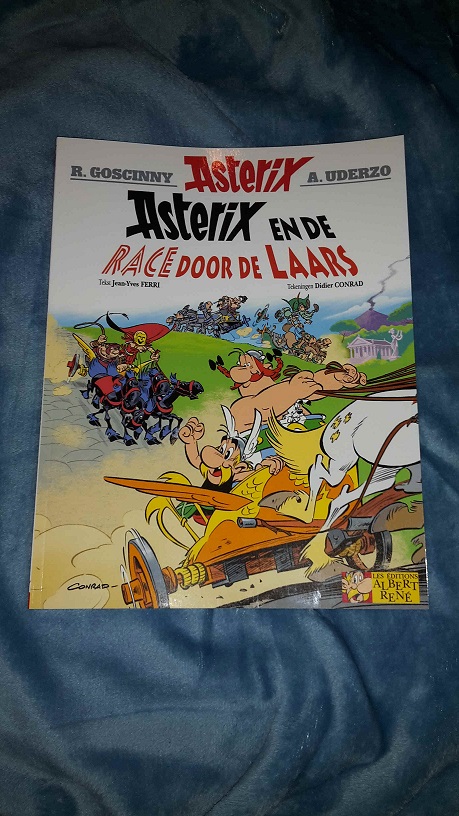 R. GOSCINNY Asterix A. UDERZO
Asterix EN DE
RACE DOOR DE LAARS
Tekst Jean-Yves FERRI Tekeningen Didier CONRAD
CONRAD
LES ÉDITIONS
ALBERT
RENÉ